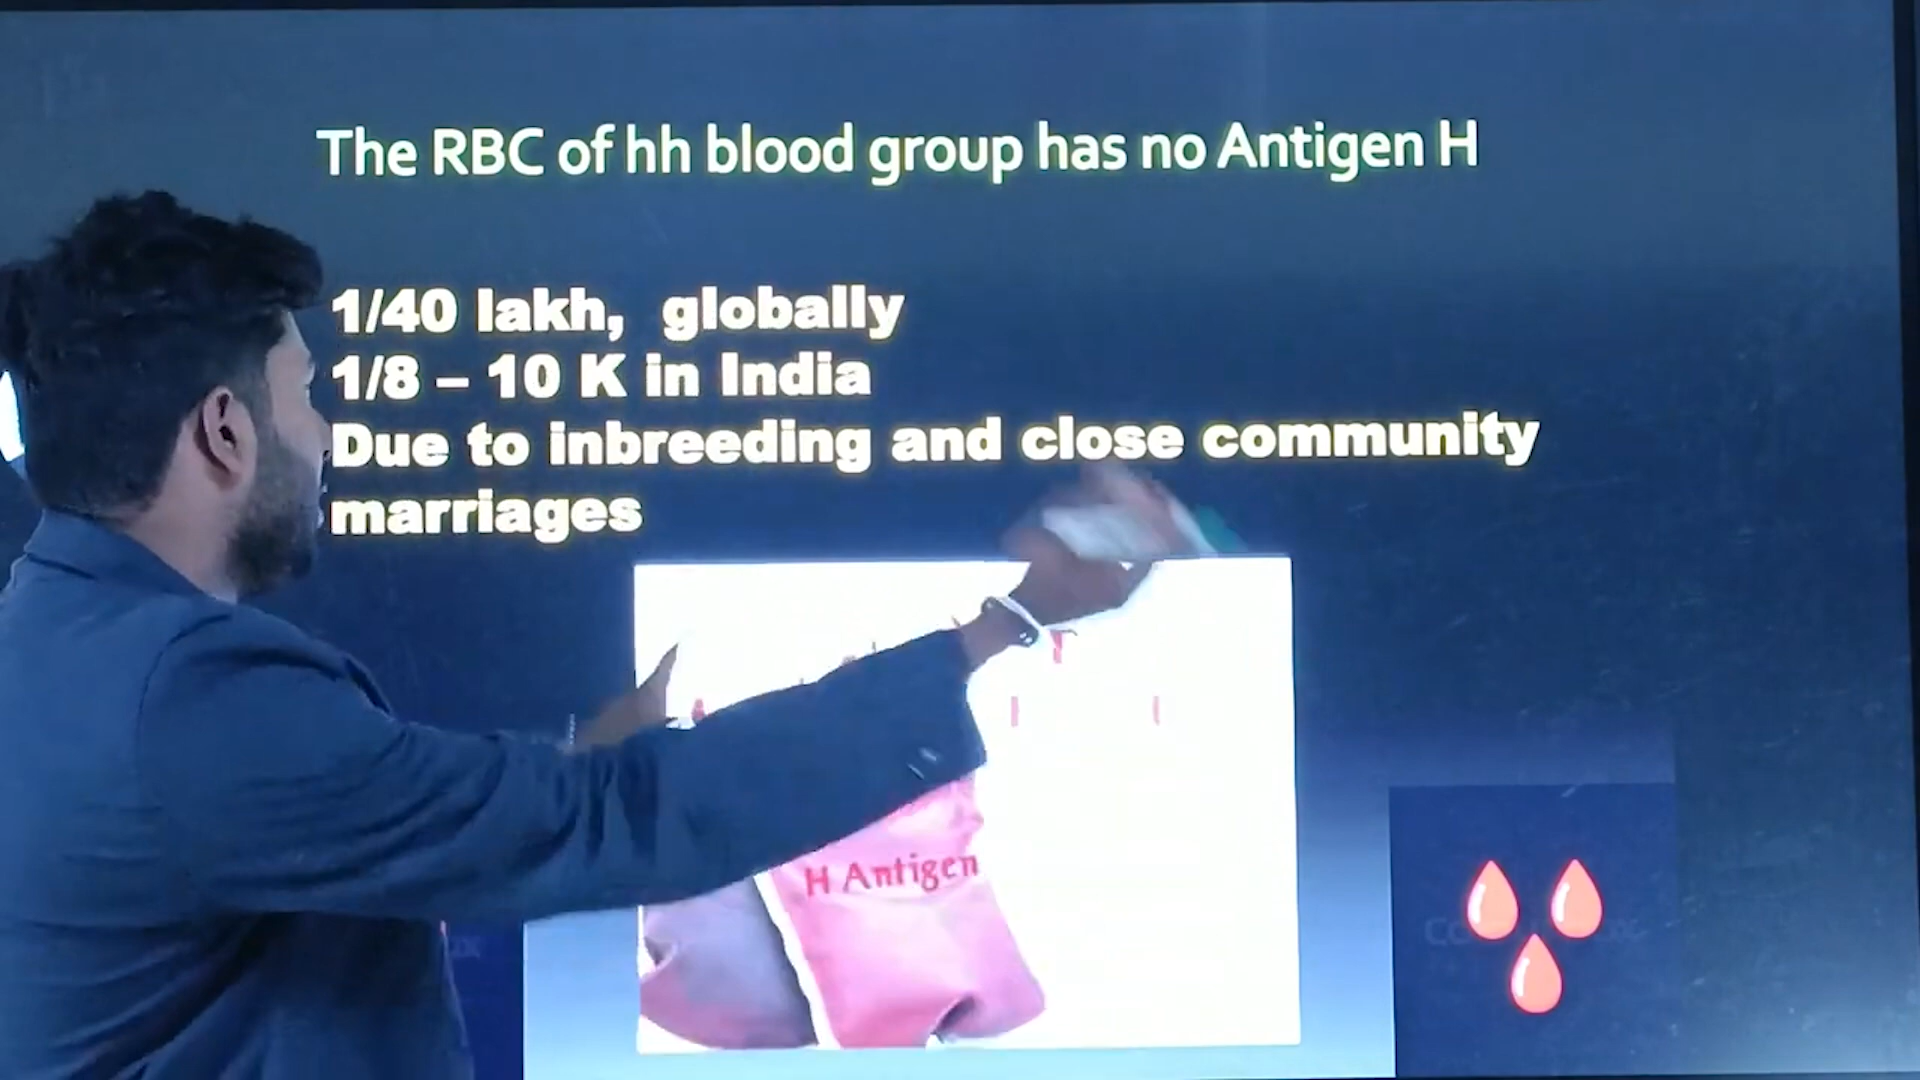 The RBC of hh blood group has no Antigen H
1/40 lakh, globally
1/8 – 10 K in India
Due to inbreeding and close community
marriages
H Antigen